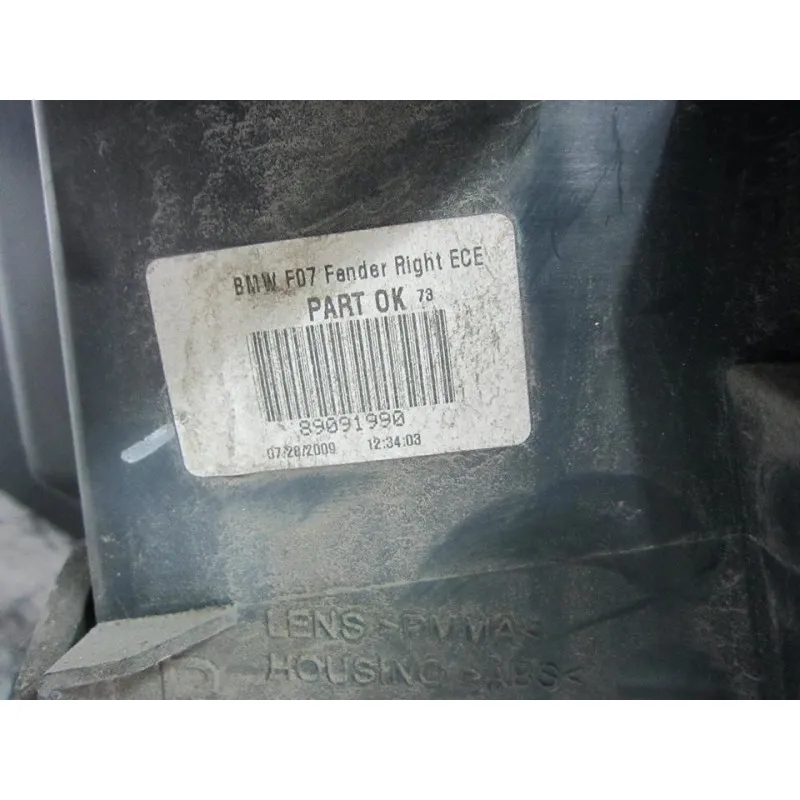 BMW F07 Fender Right ECE
PART OK 73
89091990
07/28/2009 12:34:03
LENS >PMMA<
HOUSING >ABS<